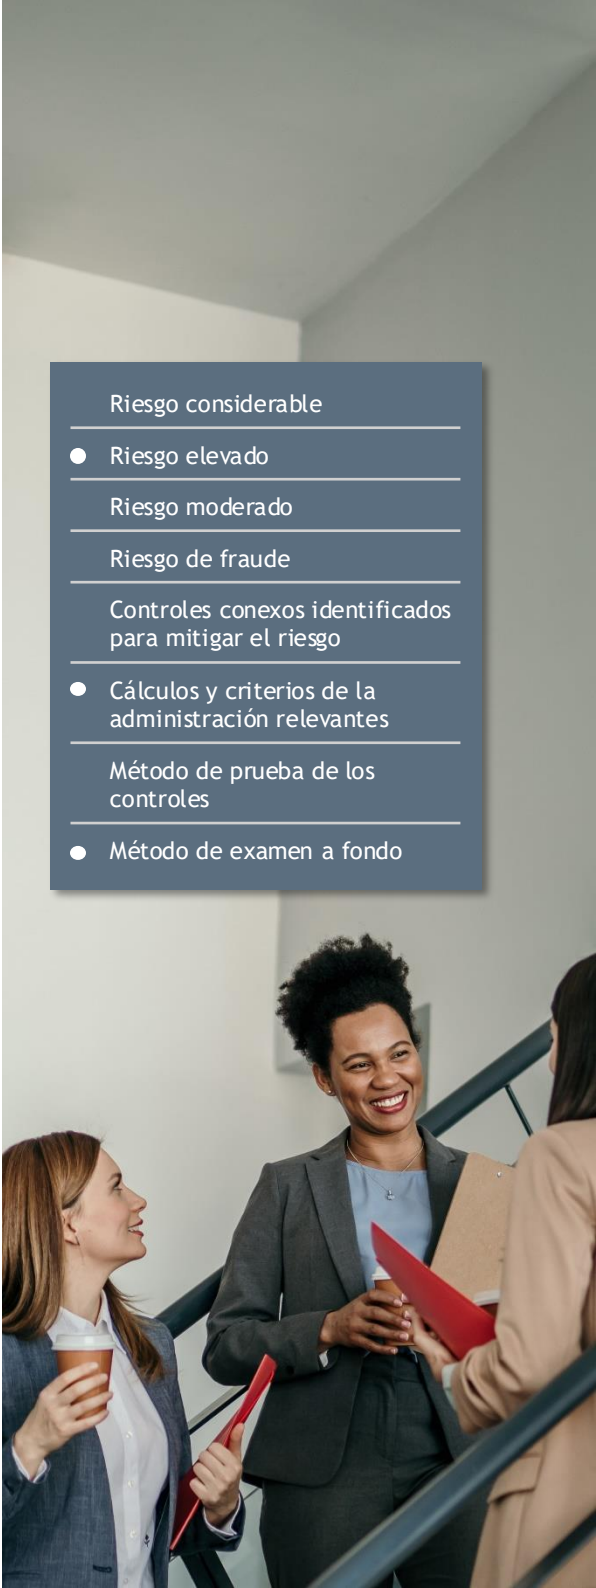 Riesgo considerable
Riesgo elevado
Riesgo moderado
Riesgo de fraude
Controles conexos identificados
para mitigar el riesgo
Cálculos y criterios de la
administración relevantes
Método de prueba de los
controles
Método de examen a fondo